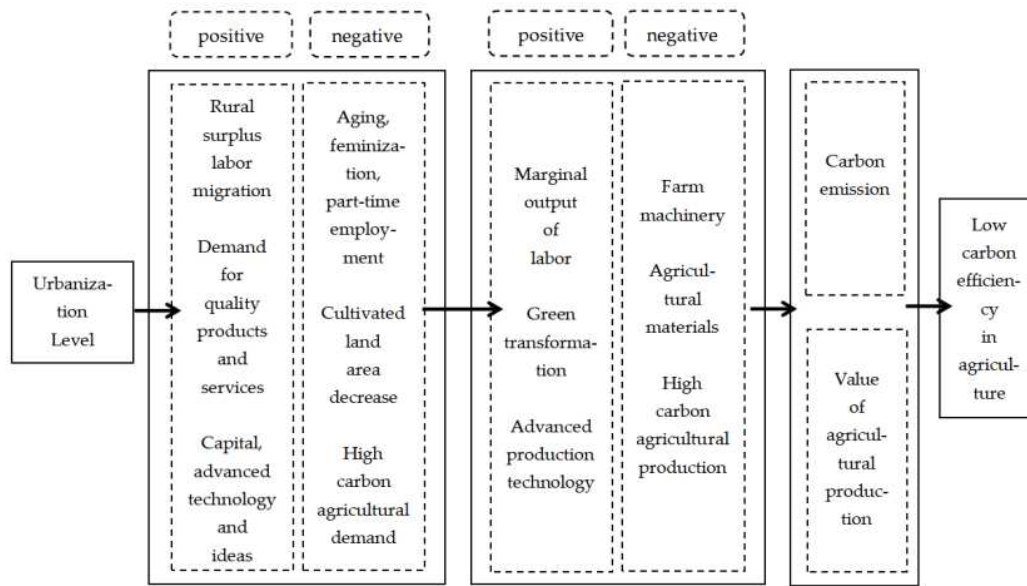 positive
negative
positive
negative
Urbaniza-
tion
Level
Rural
surplus
labor
migration
Demand
for
quality
products
and
services
Capital,
advanced
technology
and
ideas
Aging,
feminiza-
tion,
part-time
employ-
ment
Cultivated
land
area
decrease
High
carbon
agricultural
demand
Marginal
output
of
labor
Green
transforma-
tion
Advanced
production
technology
Farm
machinery
Agricul-
tural
materials
High
carbon
agricultural
production
Carbon
emission
Value
of
agricul-
tural
produc-
tion
Low
carbon
efficien-
cy
in
agricul-
ture